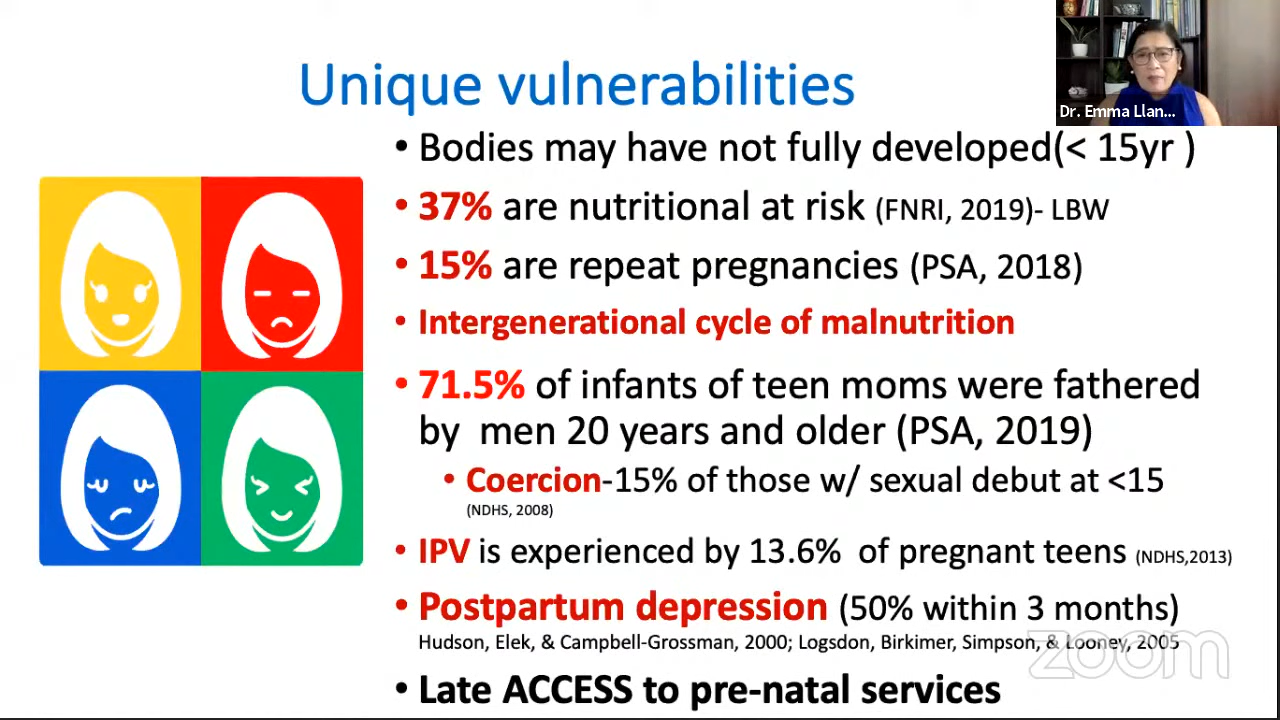 Unique vulnerabilities
Dr. Emma Llan...
• Bodies may have not fully developed(< 15yr )
• 37% are nutritional at risk (FNRI, 2019)- LBW
• 15% are repeat pregnancies (PSA, 2018)
• Intergenerational cycle of malnutrition
• 71.5% of infants of teen moms were fathered
by men 20 years and older (PSA, 2019)
• Coercion-15% of those w/ sexual debut at <15
(NDHS, 2008)
• IPV is experienced by 13.6% of pregnant teens (NDHS,2013)
• Postpartum depression (50% within 3 months)
Hudson, Elek, & Campbell-Grossman, 2000; Logsdon, Birkimer, Simpson, & Looney, 2005
zoom
• Late ACCESS to pre-natal services